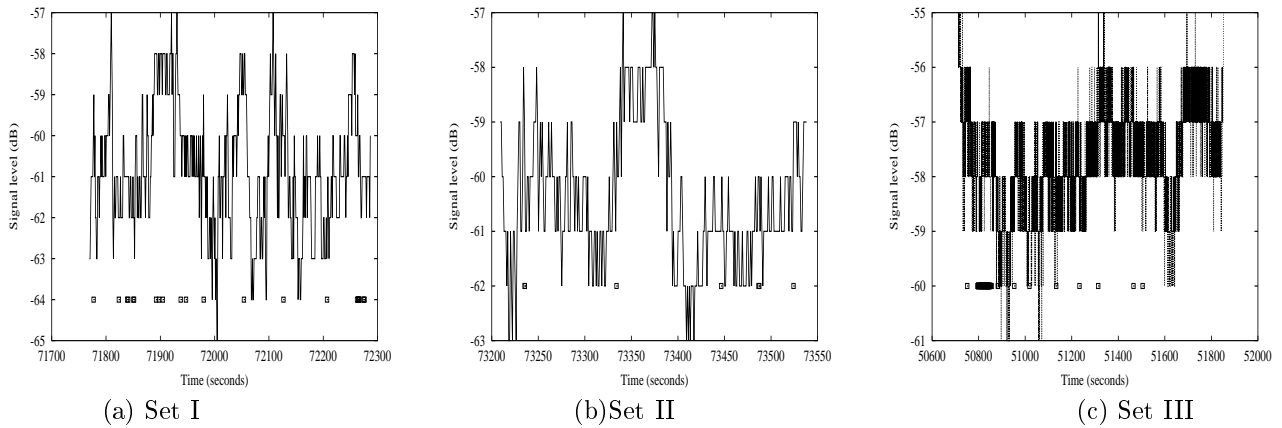 -57
-58
-59
-60
-61
-62
-63
-64
-65
71700 71800 71900 72000 72100 72200 72300
Signal level (dB)
Time (seconds)
(a) Set I
-57
-58
-59
-60
-61
-62
-63
73200 73250 73300 73350 73400 73450 73500 73550
Signal level (dB)
Time (seconds)
(b)Set II
-55
-56
-57
-58
-59
-60
-61
50600 50800 51000 51200 51400 51600 51800 52000
Signal level (dB)
Time (seconds)
(c) Set III